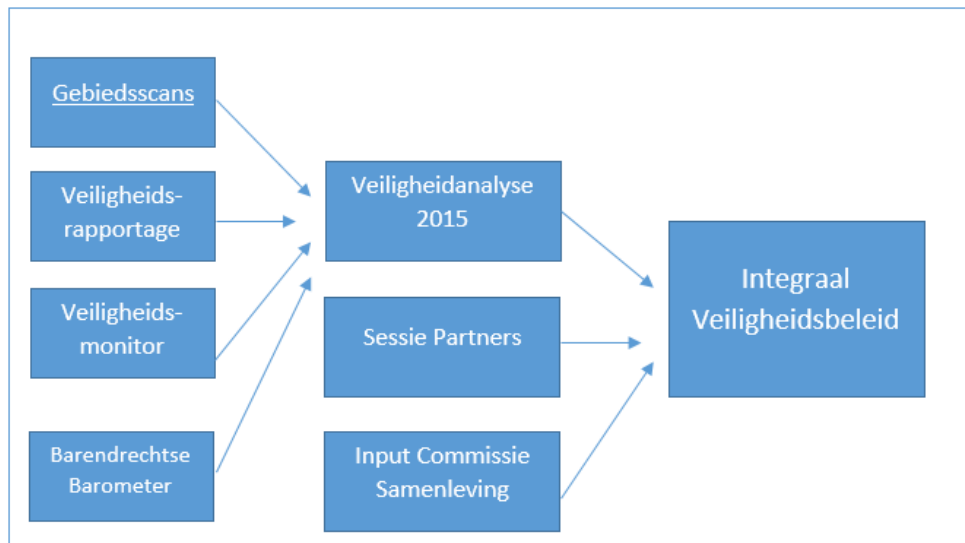 Gebiedsscans
Veiligheids-
rapportage
Veiligheids-
monitor
Barendrechtse
Barometer
Veiligheidanalyse
2015
Sessie Partners
Input Commissie
Samenleving
Integraal
Veiligheidsbeleid